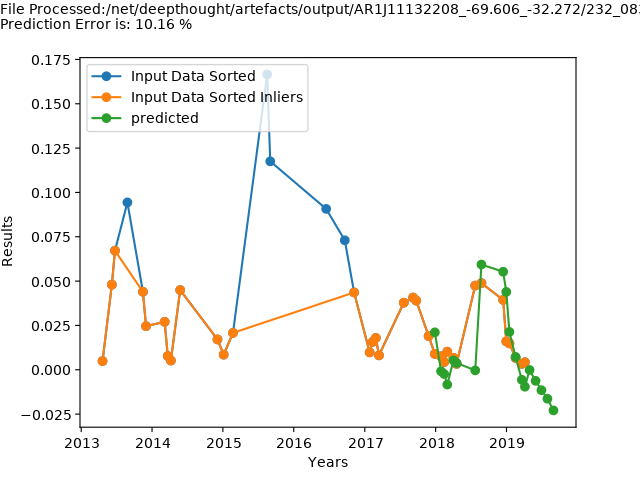 File Processed:/net/deepthought/artefacts/output/AR1J11132208_-69.606_-32.272/232_08
Prediction Error is: 10.16 %
0.175
0.150
0.125
0.100
0.075
0.050
0.025
0.000
−0.025
Results
Input Data Sorted
Input Data Sorted Inliers
predicted
2013 2014 2015 2016 2017 2018 2019
Years